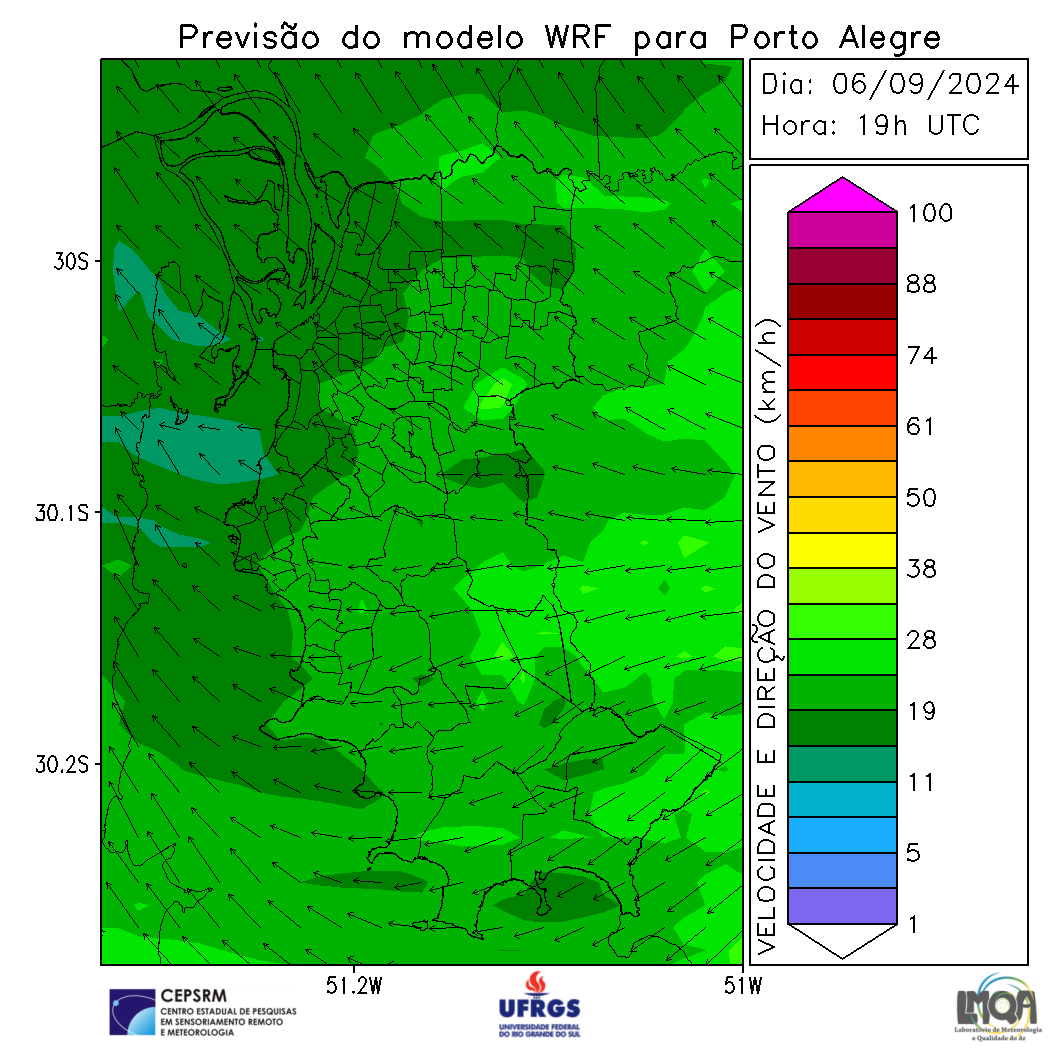 Previsão do modelo WRF para Porto Alegre
Dia: 06/09/2024
Hora: 19h UTC
30S
30.1S
30.2S
51.2W
51W
VELOCIDADE E DIREÇÃO DO VENTO (km/h)
100
88
74
61
50
38
28
19
11
5
1
CEPSRM
CENTRO ESTADUAL DE PESQUISAS
EM SENSORIAMENTO REMOTO
E METEOROLOGIA
UFRGS
UNIVERSIDADE FEDERAL
DO RIO GRANDE DO SUL
LMQA
Laboratório de Meteorologia
e Qualidade do Ar